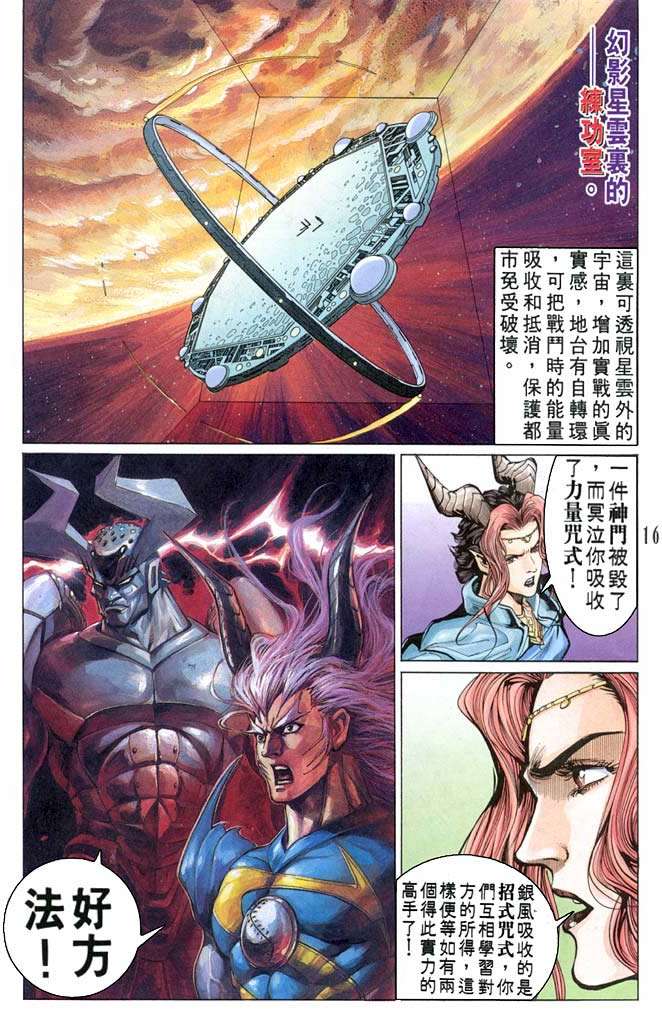 幻影星雲裏的
——練功室。
這裏可透視星雲外的
宇宙，增加實戰的真
實感，地台有自轉環
，可把戰鬥時的能量
吸收和抵消，保護都
市免受破壞。
一件神鬥被毀了
，而冥泣你吸收
了力量咒式！
16
銀風吸收的是
招式咒式，你
們互相學習對
方的所得，這
樣便等如有兩
個得此實力的
高手了！
好方
法！